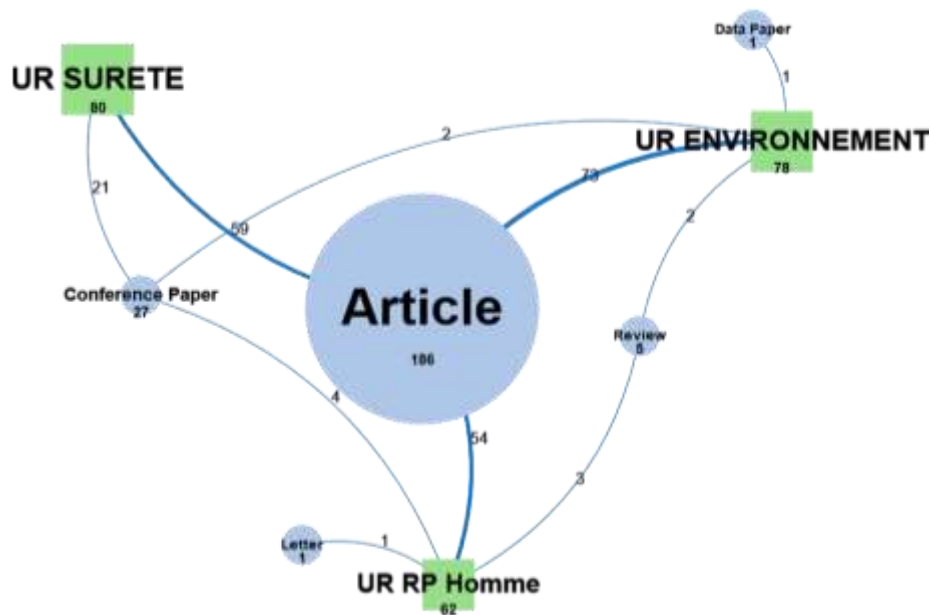 Data Paper
1
UR SURETE
80
1
2
UR ENVIRONNEMENT
78
73
21
2
59
Conference Paper
27
Article
186
Review
5
4
54
3
Letter
1
1
UR RP Homme
62